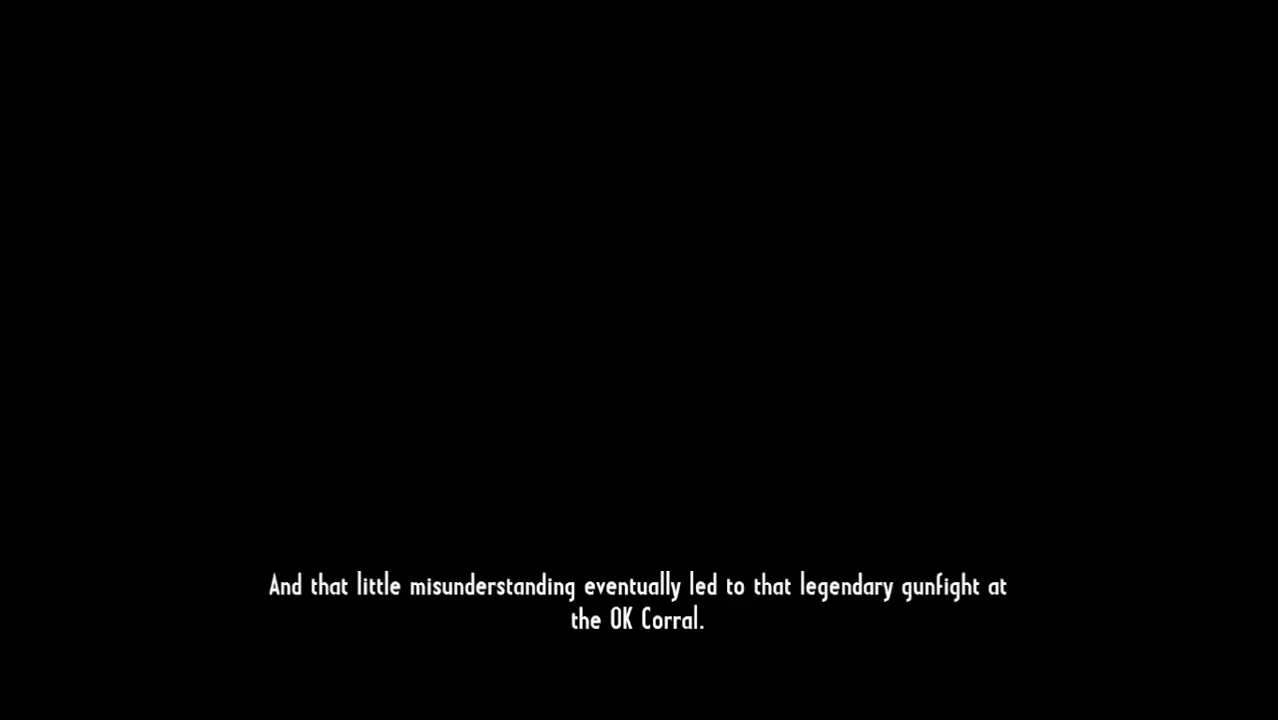 And that little misunderstanding eventually led to that legendary gunfight at
the OK Corral.